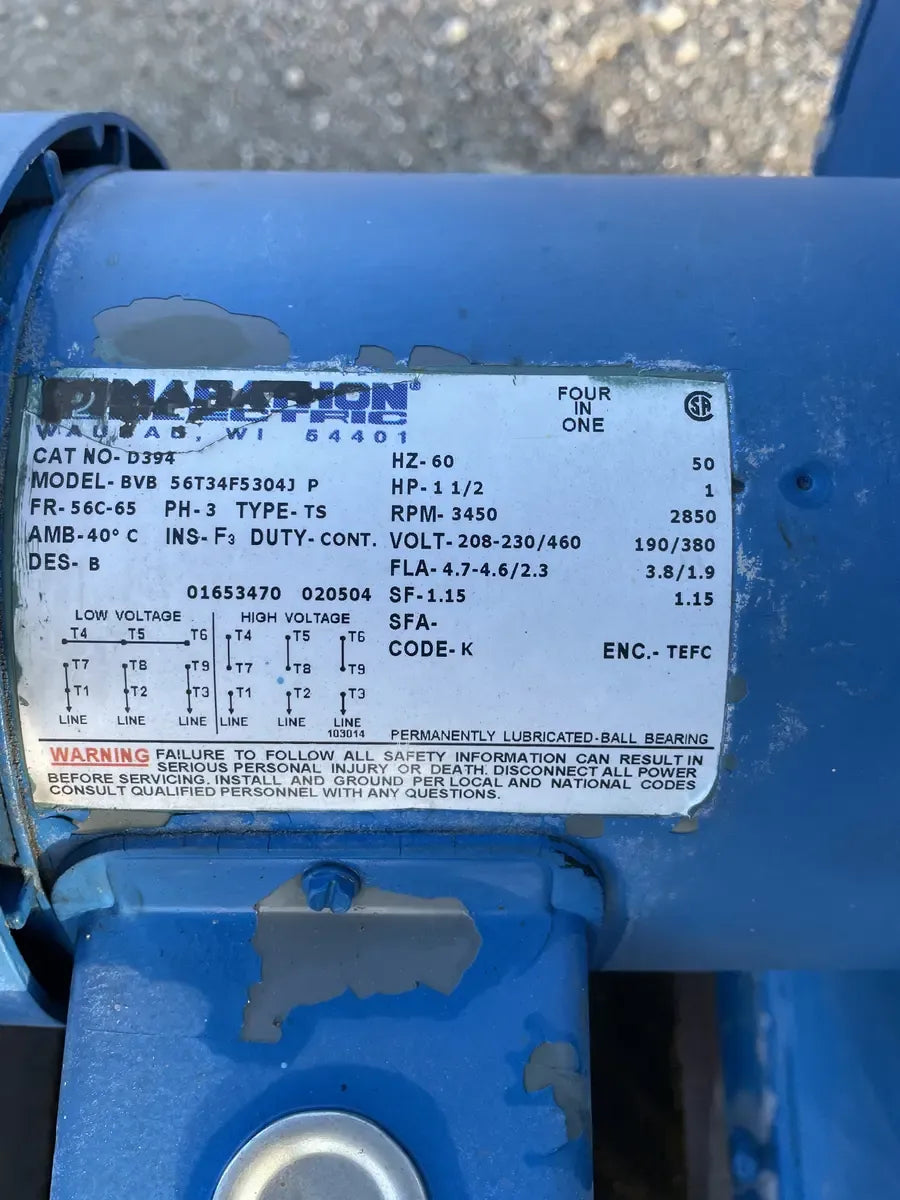 MARATHON®
ELECTRIC
WAUSAU, WI 54401
FOUR
IN
ONE
CAT NO- D394
MODEL- BVB 56T34F5304J P
FR- 56C-65 PH- 3 TYPE- TS
AMB-40° C INS- F₃ DUTY- CONT.
DES- B
01653470 020504
HZ- 60 50
HP- 1 1/2 1
RPM- 3450 2850
VOLT- 208-230/460 190/380
FLA- 4.7-4.6/2.3 3.8/1.9
SF-1.15 1.15
SFA-
CODE- K ENC.- TEFC
LOW VOLTAGE HIGH VOLTAGE
T4 T5 T6 T4 T5 T6
T7 T8 T9 T7 T8 T9
T1 T2 T3 T1 T2 T3
LINE LINE LINE LINE LINE LINE
103014
PERMANENTLY LUBRICATED-BALL BEARING
WARNING FAILURE TO FOLLOW ALL SAFETY INFORMATION CAN RESULT IN
SERIOUS PERSONAL INJURY OR DEATH. DISCONNECT ALL POWER
BEFORE SERVICING. INSTALL AND GROUND PER LOCAL AND NATIONAL CODES
CONSULT QUALIFIED PERSONNEL WITH ANY QUESTIONS.